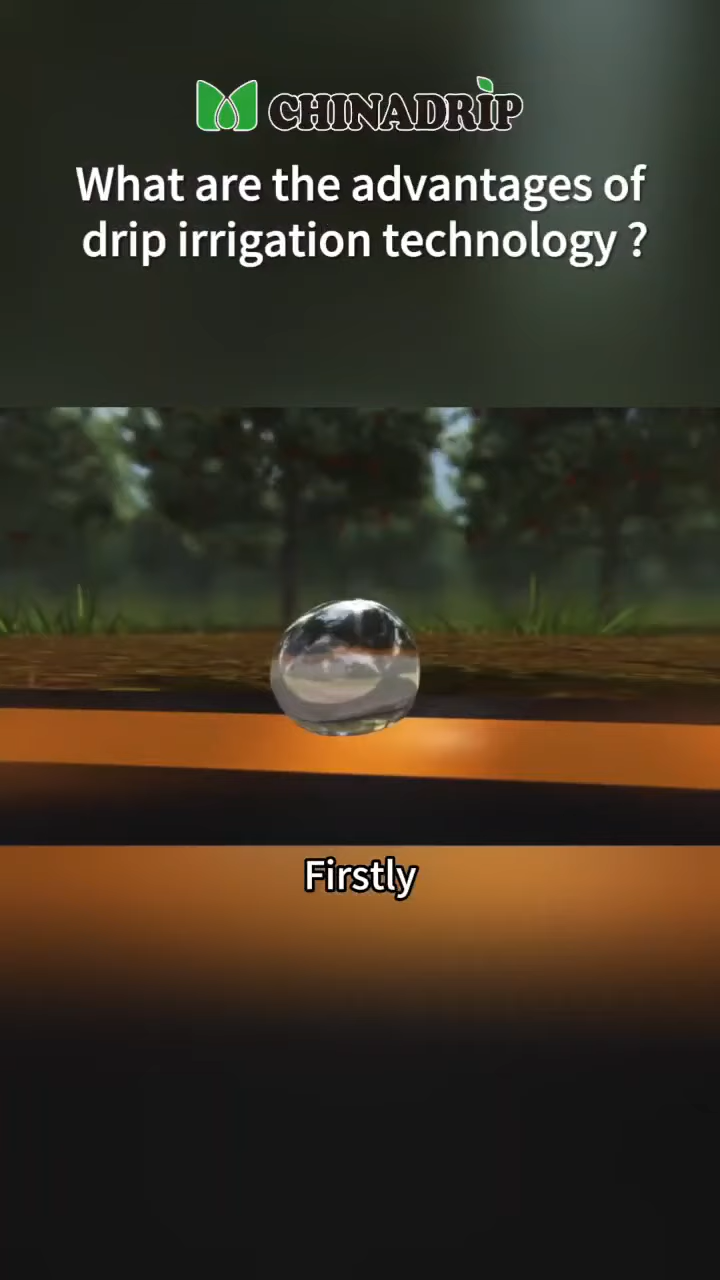 CHINADRIP
What are the advantages of
drip irrigation technology ?
Firstly